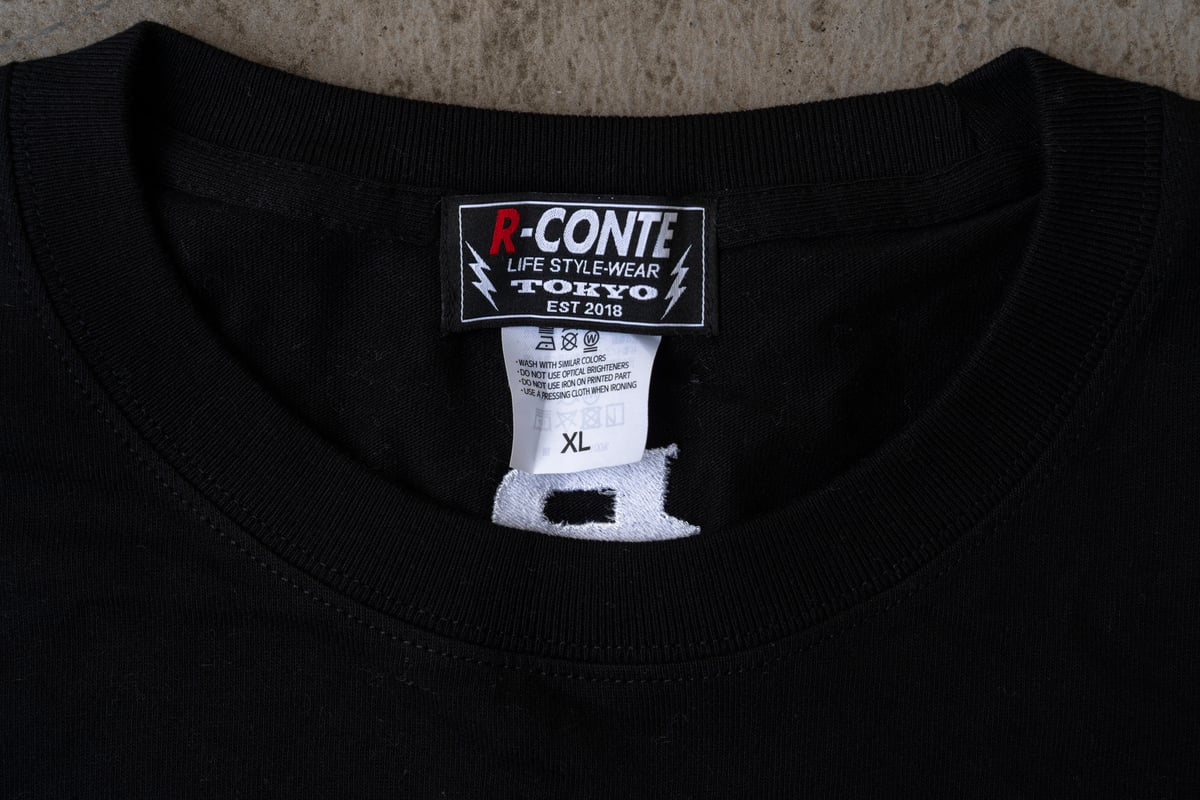 R-CONTE
LIFE STYLE-WEAR
TOKYO
EST 2018
W
・WASH WITH SIMILAR COLORS
・DO NOT USE OPTICAL BRIGHTENERS
・DO NOT USE IRON ON PRINTED PART
・USE A PRESSING CLOTH WHEN IRONING
XL